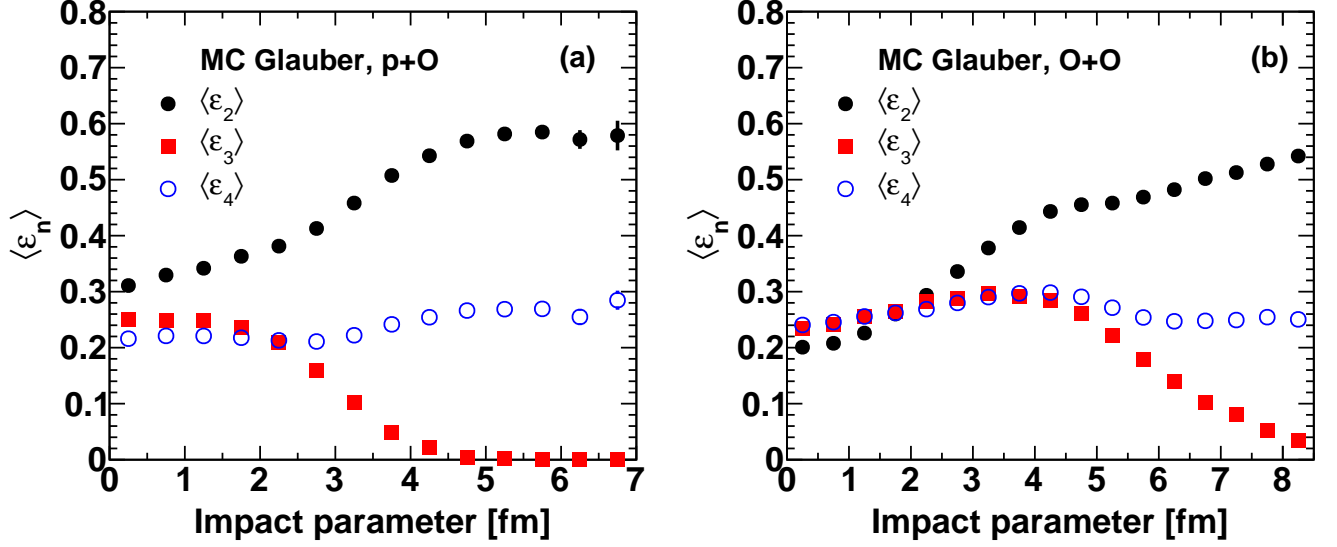 MC Glauber, p+O (a)
⟨ε2⟩
⟨ε3⟩
⟨ε4⟩
⟨εn⟩
0.8
0.7
0.6
0.5
0.4
0.3
0.2
0.1
0
0 1 2 3 4 5 6 7
Impact parameter [fm]
MC Glauber, O+O (b)
⟨ε2⟩
⟨ε3⟩
⟨ε4⟩
⟨εn⟩
0.8
0.7
0.6
0.5
0.4
0.3
0.2
0.1
0
0 1 2 3 4 5 6 7 8
Impact parameter [fm]